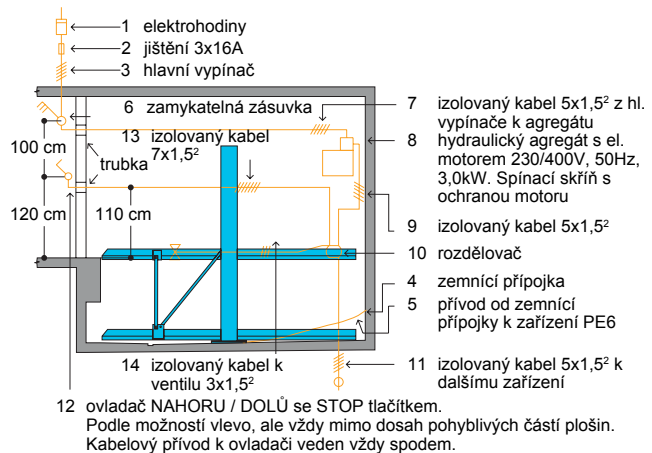 1 elektrohodiny
2 jištění 3x16A
3 hlavní vypínač
6 zamykatelná zásuvka
13 izolovaný kabel
7x1,5²
trubka
100 cm
120 cm
110 cm
7 izolovaný kabel 5x1,5² z hl.
vypínače k agregátu
8 hydraulický agregát s el.
motorem 230/400V, 50Hz,
3,0kW. Spínací skříň s
ochranou motoru
9 izolovaný kabel 5x1,5²
10 rozdělovač
4 zemnící přípojka
5 přívod od zemnící
přípojky k zařízení PE6
14 izolovaný kabel k
ventilu 3x1,5²
11 izolovaný kabel 5x1,5² k
dalšímu zařízení
12 ovladač NAHORU / DOLŮ se STOP tlačítkem.
Podle možností vlevo, ale vždy mimo dosah pohyblivých částí plošin.
Kabelový přívod k ovladači veden vždy spodem.